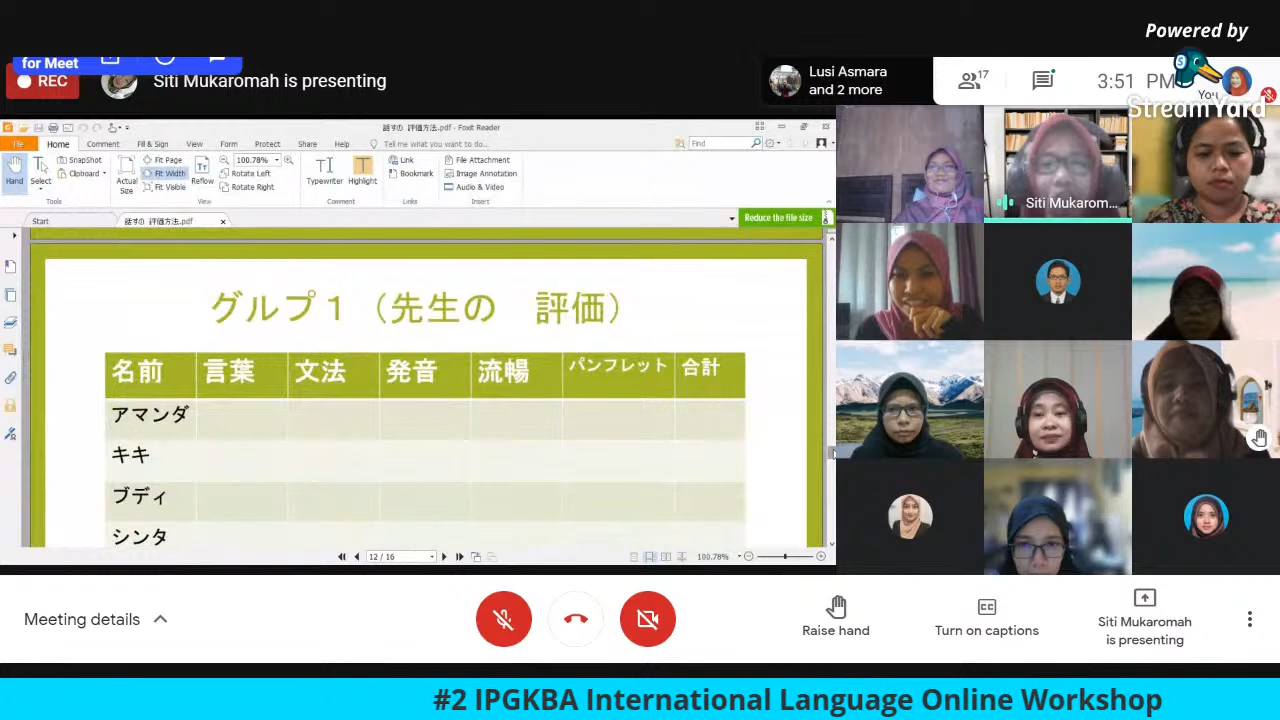 Powered by
StreamYard
for Meet
REC
Siti Mukaromah is presenting
Lusi Asmara
and 2 more
17
3:51 PM
You
話すの 評価方法.pdf - Foxit Reader
File
Home
Comment
Fill & Sign
View
Form
Protect
Share
Help
Tell me what you want to do...
Find
Hand
Select
SnapShot
Clipboard
Actual
Size
Fit Page
Fit Width
Fit Visible
Reflow
100.78%
Rotate Left
Rotate Right
Typewriter
Highlight
Link
Bookmark
File Attachment
Image Annotation
Audio & Video
Tools
View
Comment
Links
Insert
Start
話すの 評価方法.pdf
Reduce the file size
グルプ１（先生の　評価）
名前 言葉 文法 発音 流暢 パンフレット 合計
アマンダ
キキ
ブディ
シンタ
12 / 16
100.78%
Siti Mukarom...
Meeting details
Raise hand
Turn on captions
Siti Mukaromah
is presenting
#2 IPGKBA International Language Online Workshop